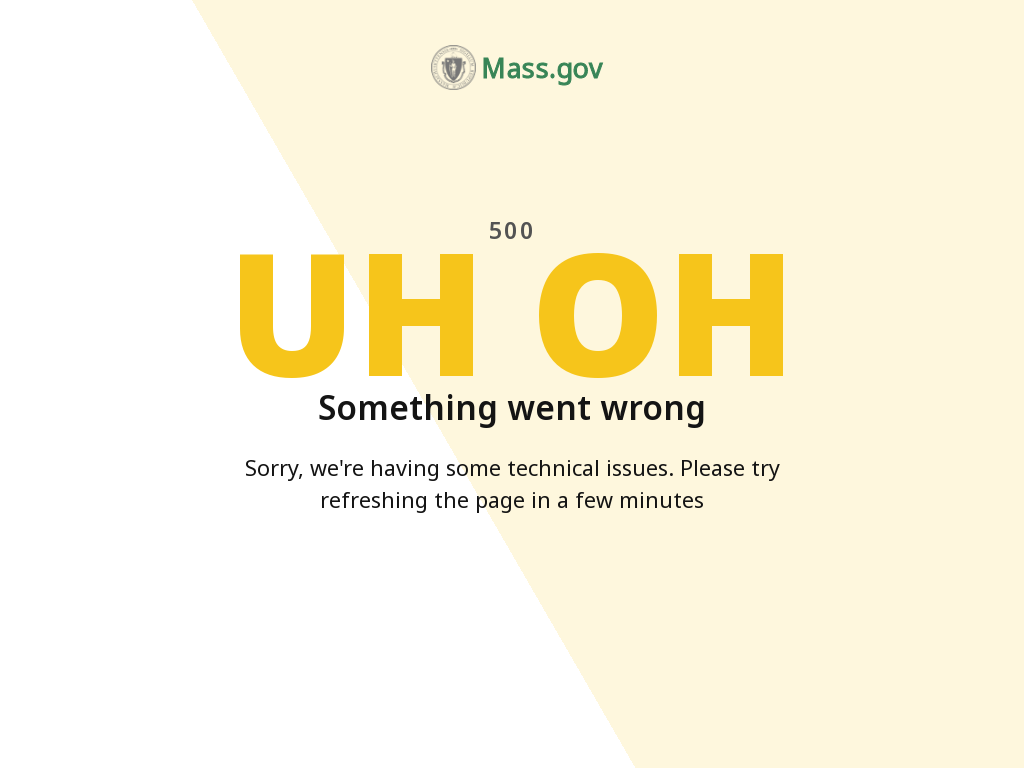 Mass.gov
500
UH OH
Something went wrong
Sorry, we're having some technical issues. Please try
refreshing the page in a few minutes